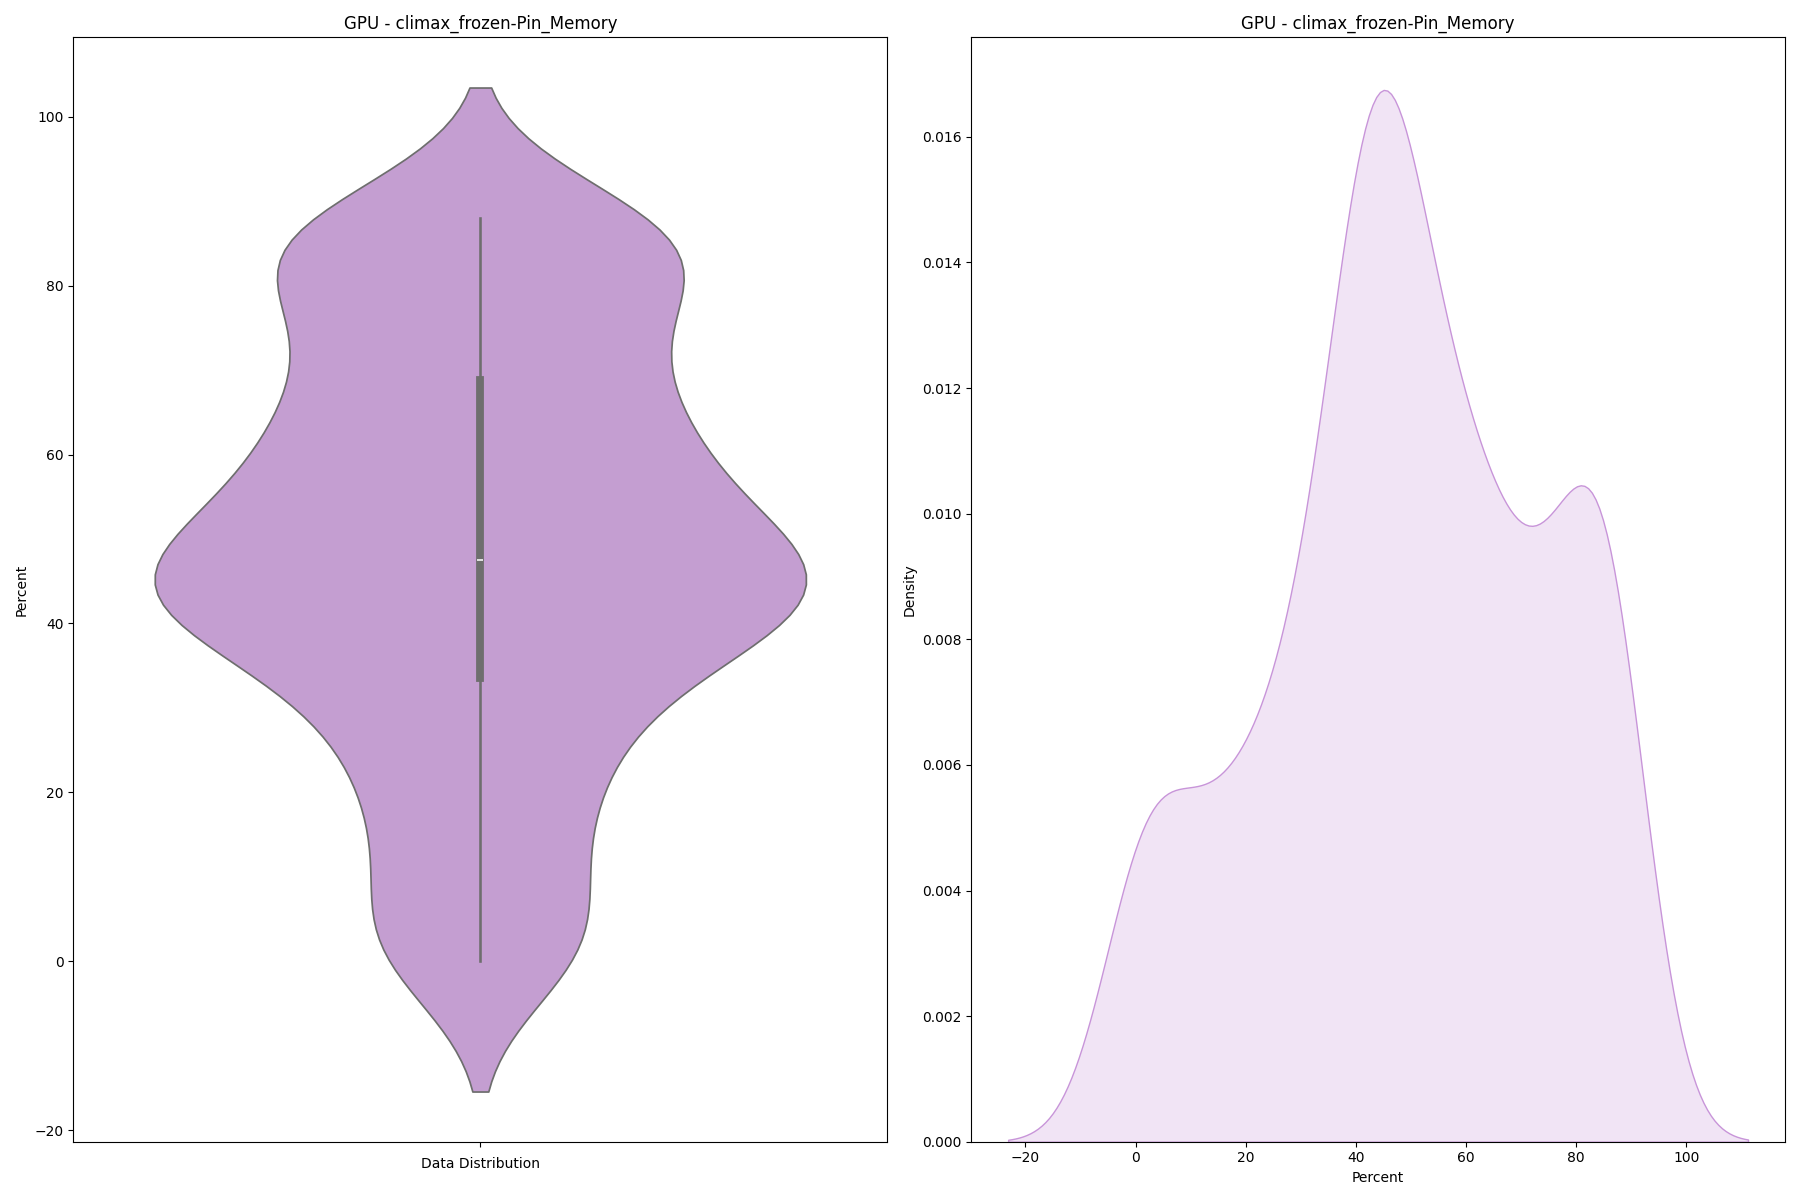 GPU - climax_frozen-Pin_Memory
100
80
60
40
20
0
−20
Percent
Data Distribution
GPU - climax_frozen-Pin_Memory
0.016
0.014
0.012
0.010
0.008
0.006
0.004
0.002
0.000
Density
−20 0 20 40 60 80 100
Percent